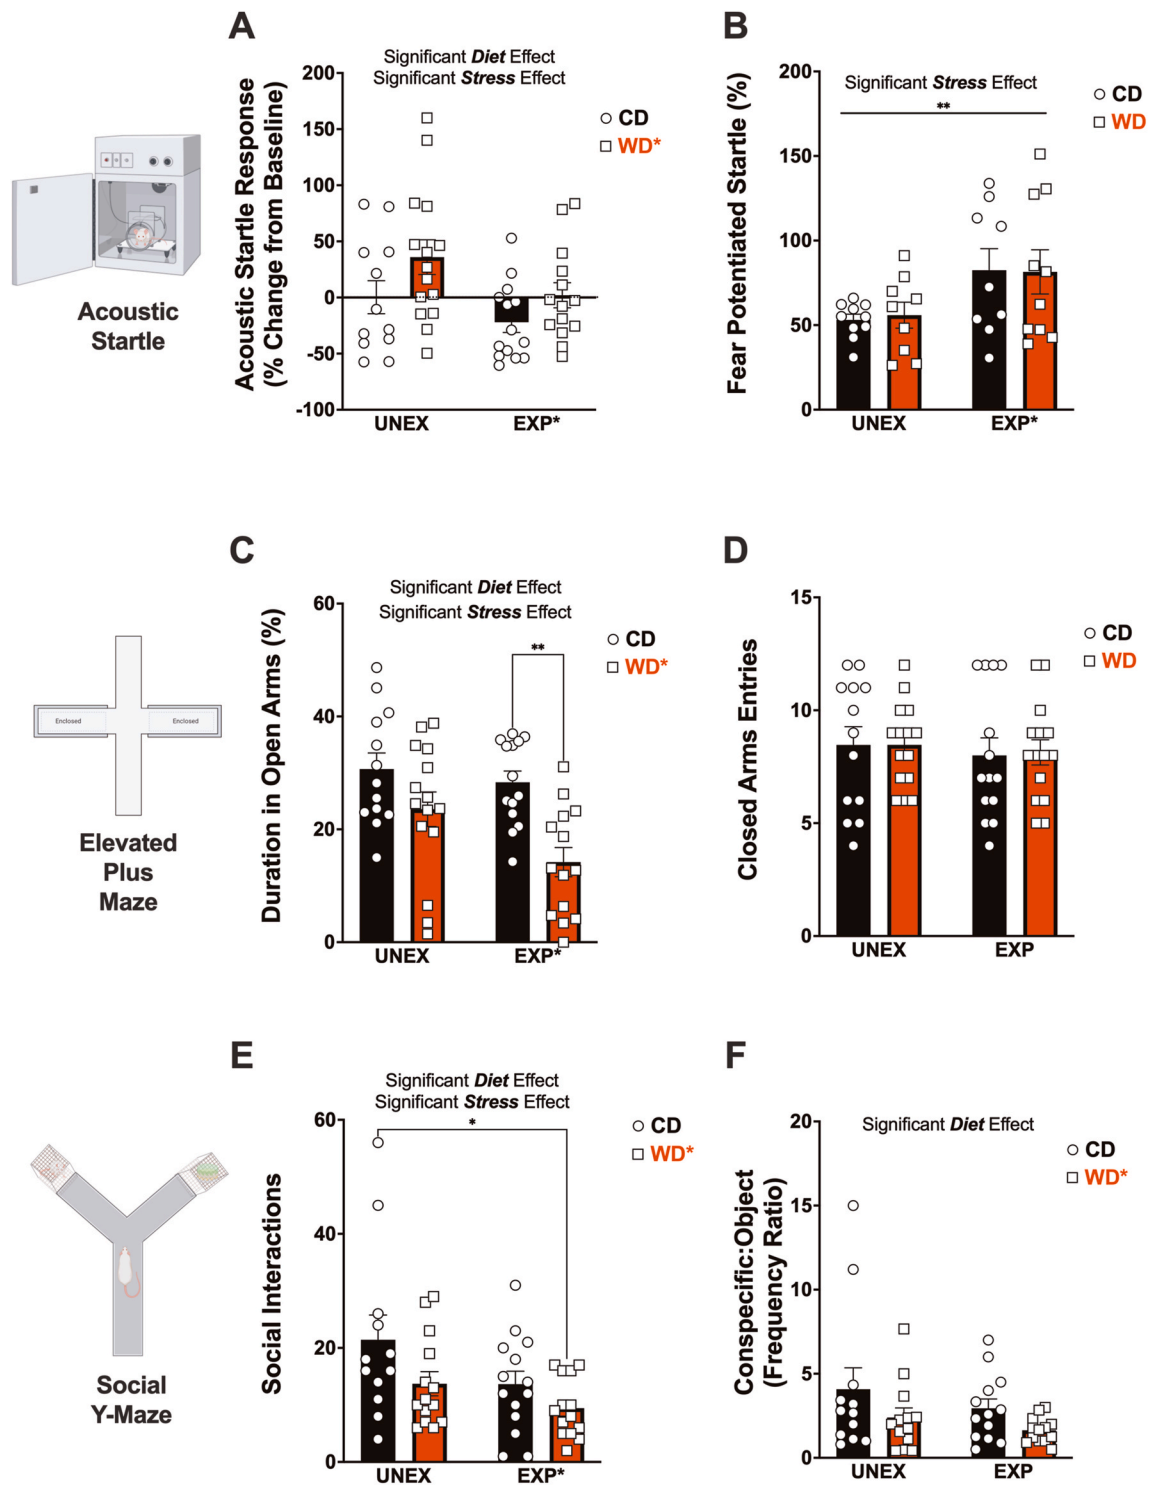 A
Significant Diet Effect
Significant Stress Effect
Acoustic Startle Response
(% Change from Baseline)
200
150
100
50
0
-50
-100
UNEX
EXP*
CD
WD*
Acoustic
Startle
B
Significant Stress Effect
**
Fear Potentiated Startle (%)
200
150
100
50
0
UNEX
EXP*
CD
WD
C
Significant Diet Effect
Significant Stress Effect
**
Duration in Open Arms (%)
60
40
20
0
UNEX
EXP*
CD
WD*
Enclosed
Enclosed
Elevated
Plus
Maze
D
Closed Arms Entries
15
10
5
0
UNEX
EXP
CD
WD
E
Significant Diet Effect
Significant Stress Effect
*
Social Interactions
60
40
20
0
UNEX
EXP*
CD
WD*
Social
Y-Maze
F
Significant Diet Effect
Conspecific:Object
(Frequency Ratio)
20
15
10
5
0
UNEX
EXP
CD
WD*